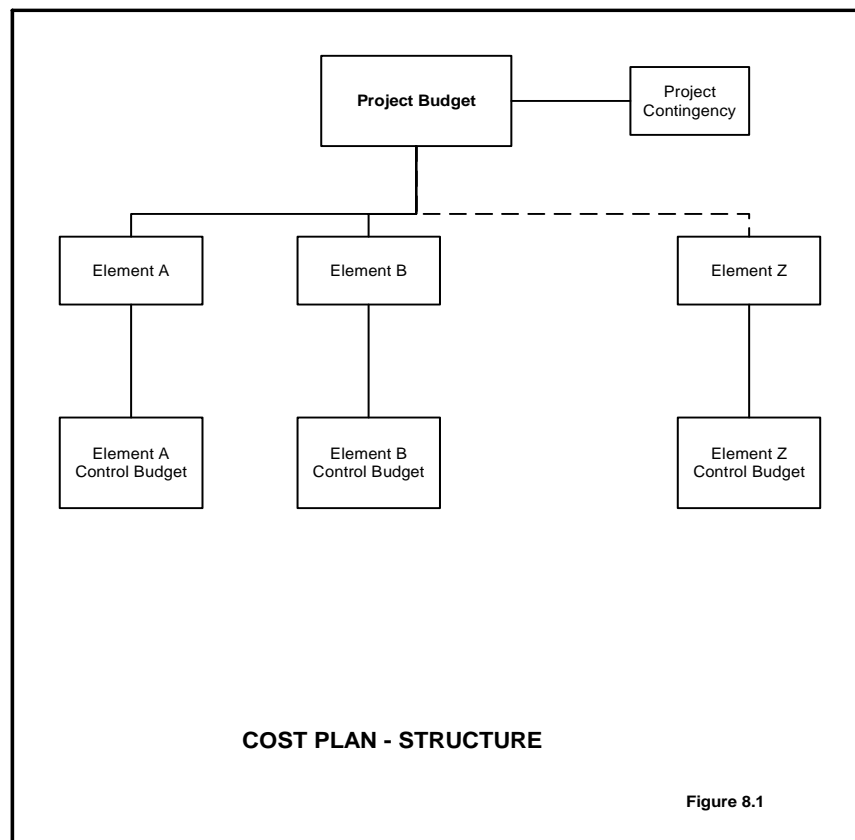 Project Budget
Project
Contingency
Element A
Element B
Element Z
Element A
Control Budget
Element B
Control Budget
Element Z
Control Budget
COST PLAN - STRUCTURE
Figure 8.1